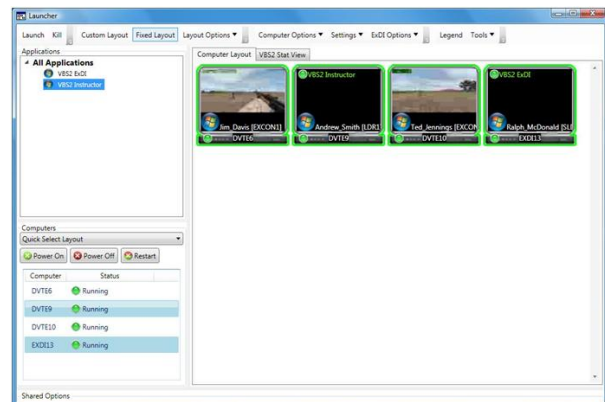 Launcher
Launch Kill Custom Layout Fixed Layout Layout Options ▼ Computer Options ▼ Settings ▼ ExDI Options ▼ Legend Tools ▼
Applications
All Applications
VBS2 ExDI
VBS2 Instructor
Computer Layout VBS2 Stat View
VBS2 Instructor VBS2 ExDI
Jim_Davis [EXCON1] Andrew_Smith [LDR1 Ted_Jennings [EXCON Ralph_McDonald [SLI
DVTE6 DVTE9 DVTE10 EXDI13
Computers
Quick Select Layout
Power On Power Off Restart
Computer Status
DVTE6 Running
DVTE9 Running
DVTE10 Running
EXDI13 Running
Shared Options